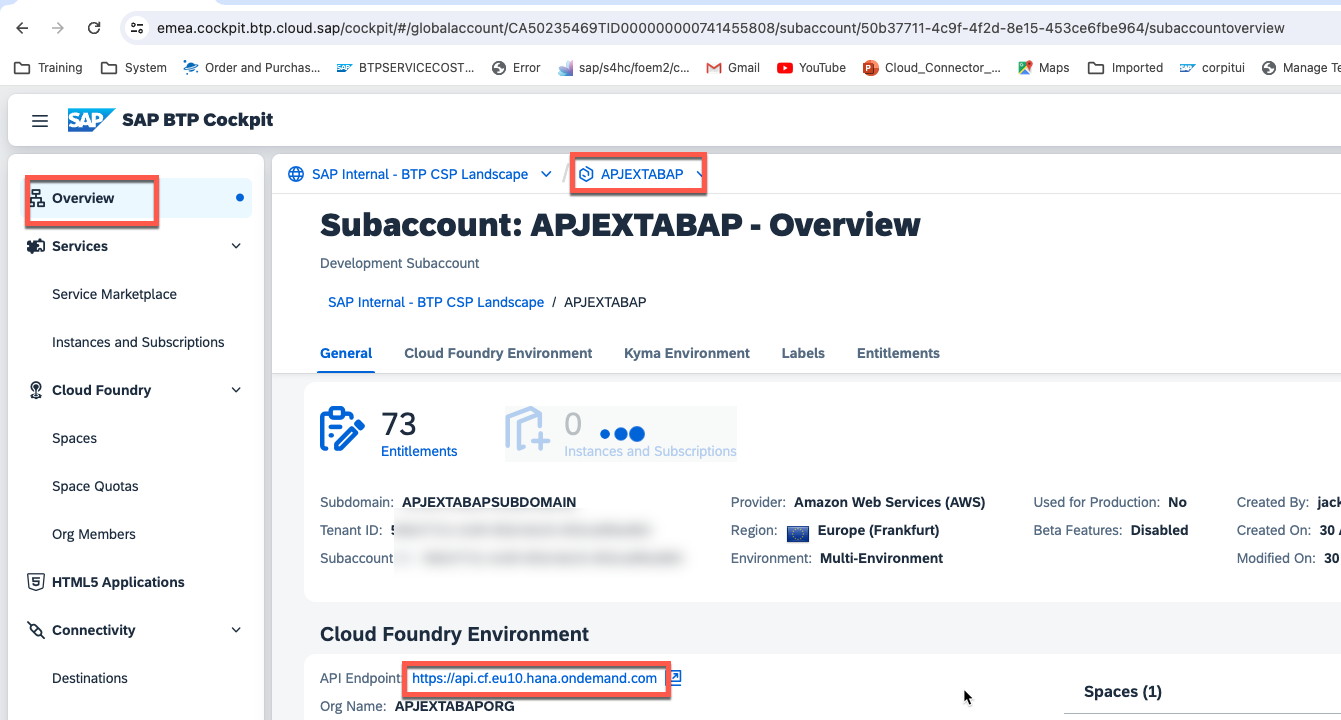 emea.cockpit.btp.cloud.sap/cockpit/#/globalaccount/CA50235469TID000000000741455808/subaccount/50b37711-4c9f-4f2d-8e15-453ce6fbe964/subaccountoverview
Training System Order and Purchas... BTPSERVICECOST... Error sap/s4hc/foem2/c... Gmail YouTube Cloud_Connector_... Maps Imported corpitui Manage Te
SAP SAP BTP Cockpit
SAP Internal - BTP CSP Landscape / APJEXTABAP
Overview
Services
Service Marketplace
Instances and Subscriptions
Cloud Foundry
Spaces
Space Quotas
Org Members
HTML5 Applications
Connectivity
Destinations
Subaccount: APJEXTABAP - Overview
Development Subaccount
SAP Internal - BTP CSP Landscape / APJEXTABAP
General Cloud Foundry Environment Kyma Environment Labels Entitlements
73
Entitlements
0
Instances and Subscriptions
Subdomain: APJEXTABAPSUBDOMAIN
Tenant ID:
Subaccount
Provider: Amazon Web Services (AWS)
Region: Europe (Frankfurt)
Environment: Multi-Environment
Used for Production: No
Beta Features: Disabled
Created By: jack
Created On: 30
Modified On: 30
Cloud Foundry Environment
API Endpoint https://api.cf.eu10.hana.ondemand.com
Org Name: APJEXTABAPORG
Spaces (1)